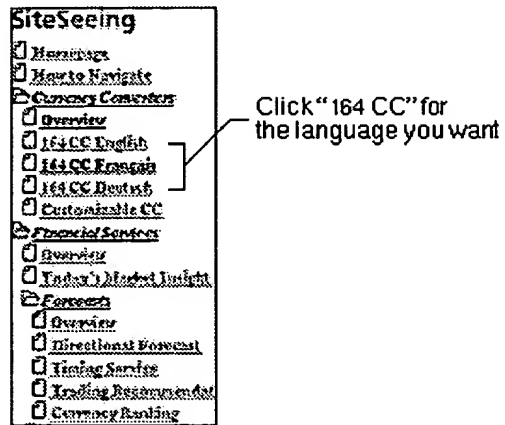 SiteSeeing
Homepage
How to Navigate
Currency Converters
Overview
164 CC English
164 CC Français
164 CC Deutsch
Customizable CC
Financial Services
Overview
Today's Market Insight
Forecasts
Overview
Directional Forecast
Timing Service
Trading Recommendat
Currency Ranking
Click "164 CC" for
the language you want